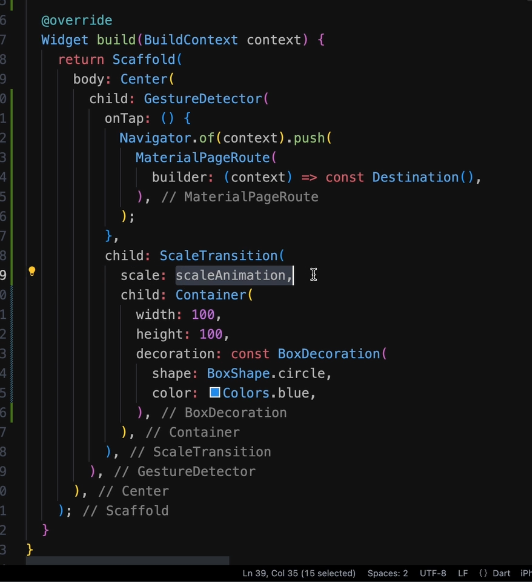 6 @override
7 Widget build(BuildContext context) {
8 return Scaffold(
9 body: Center(
0 child: GestureDetector(
1 onTap: () {
2 Navigator.of(context).push(
3 MaterialPageRoute(
4 builder: (context) => const Destination(),
5 ), // MaterialPageRoute
6 );
7 },
8 child: ScaleTransition(
9 scale: scaleAnimation,
0 child: Container(
1 width: 100,
2 height: 100,
3 decoration: const BoxDecoration(
4 shape: BoxShape.circle,
5 color: Colors.blue,
6 ), // BoxDecoration
7 ), // Container
8 ), // ScaleTransition
9 ), // GestureDetector
0 ), // Center
1 ); // Scaffold
2 }
3 }
Ln 39, Col 35 (15 selected) Spaces: 2 UTF-8 LF {} Dart iPh